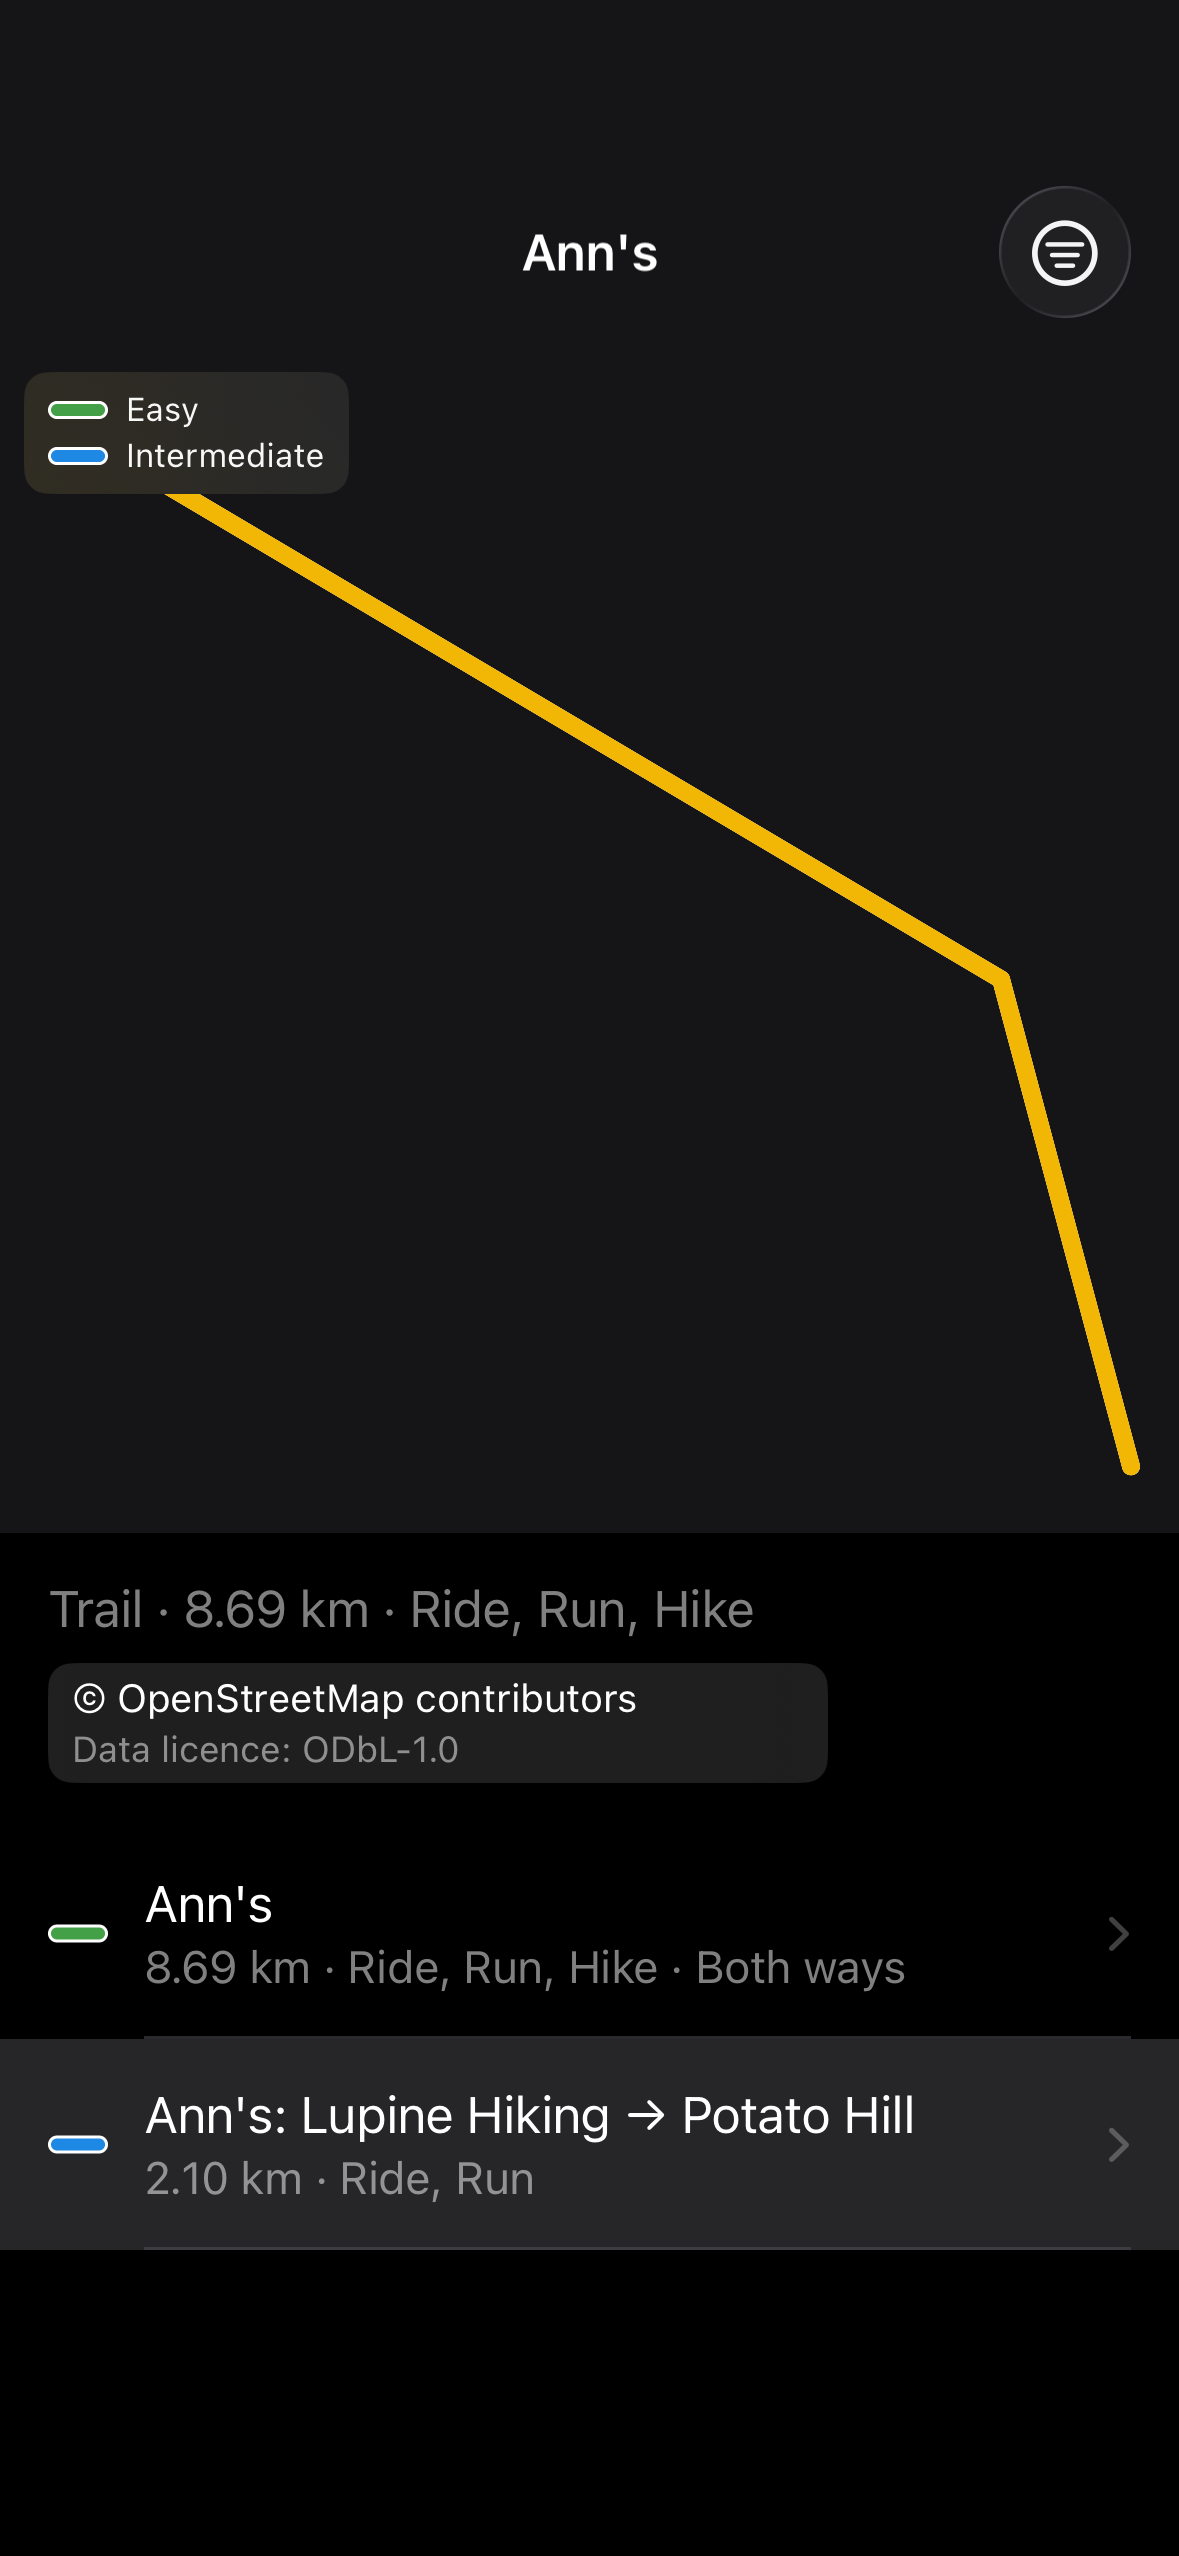 Ann's
Easy
Intermediate
Trail · 8.69 km · Ride, Run, Hike
© OpenStreetMap contributors
Data licence: ODbL-1.0
Ann's
8.69 km · Ride, Run, Hike · Both ways
Ann's: Lupine Hiking → Potato Hill
2.10 km · Ride, Run